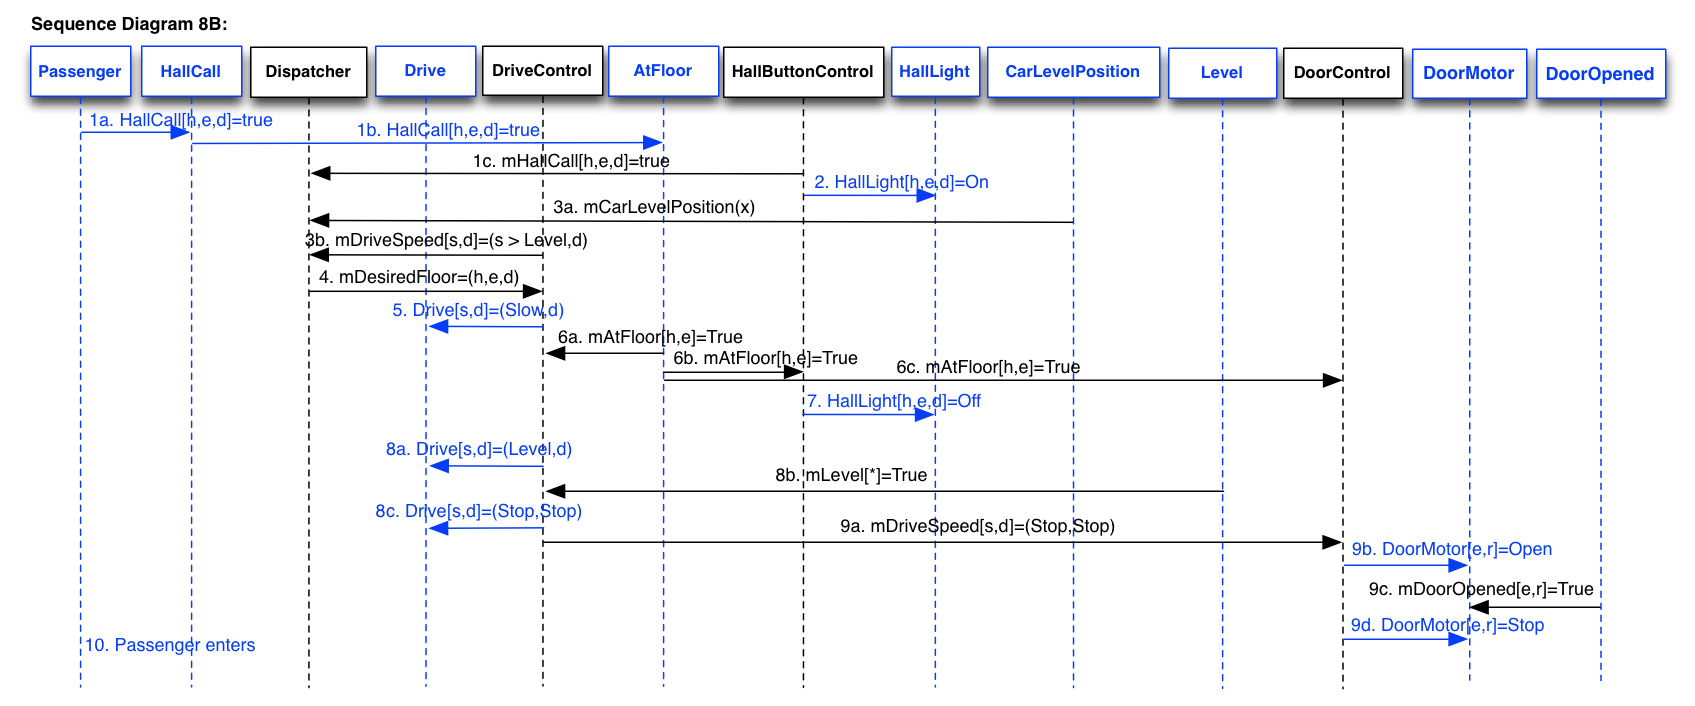 Sequence Diagram 8B:
Passenger
HallCall
Dispatcher
Drive
DriveControl
AtFloor
HallButtonControl
HallLight
CarLevelPosition
Level
DoorControl
DoorMotor
DoorOpened
1a. HallCall[h,e,d]=true
1b. HallCall[h,e,d]=true
1c. mHallCall[h,e,d]=true
2. HallLight[h,e,d]=On
3a. mCarLevelPosition(x)
3b. mDriveSpeed[s,d]=(s > Level,d)
4. mDesiredFloor=(h,e,d)
5. Drive[s,d]=(Slow,d)
6a. mAtFloor[h,e]=True
6b. mAtFloor[h,e]=True
6c. mAtFloor[h,e]=True
7. HallLight[h,e,d]=Off
8a. Drive[s,d]=(Level,d)
8b. mLevel[*]=True
8c. Drive[s,d]=(Stop,Stop)
9a. mDriveSpeed[s,d]=(Stop,Stop)
9b. DoorMotor[e,r]=Open
9c. mDoorOpened[e,r]=True
9d. DoorMotor[e,r]=Stop
10. Passenger enters